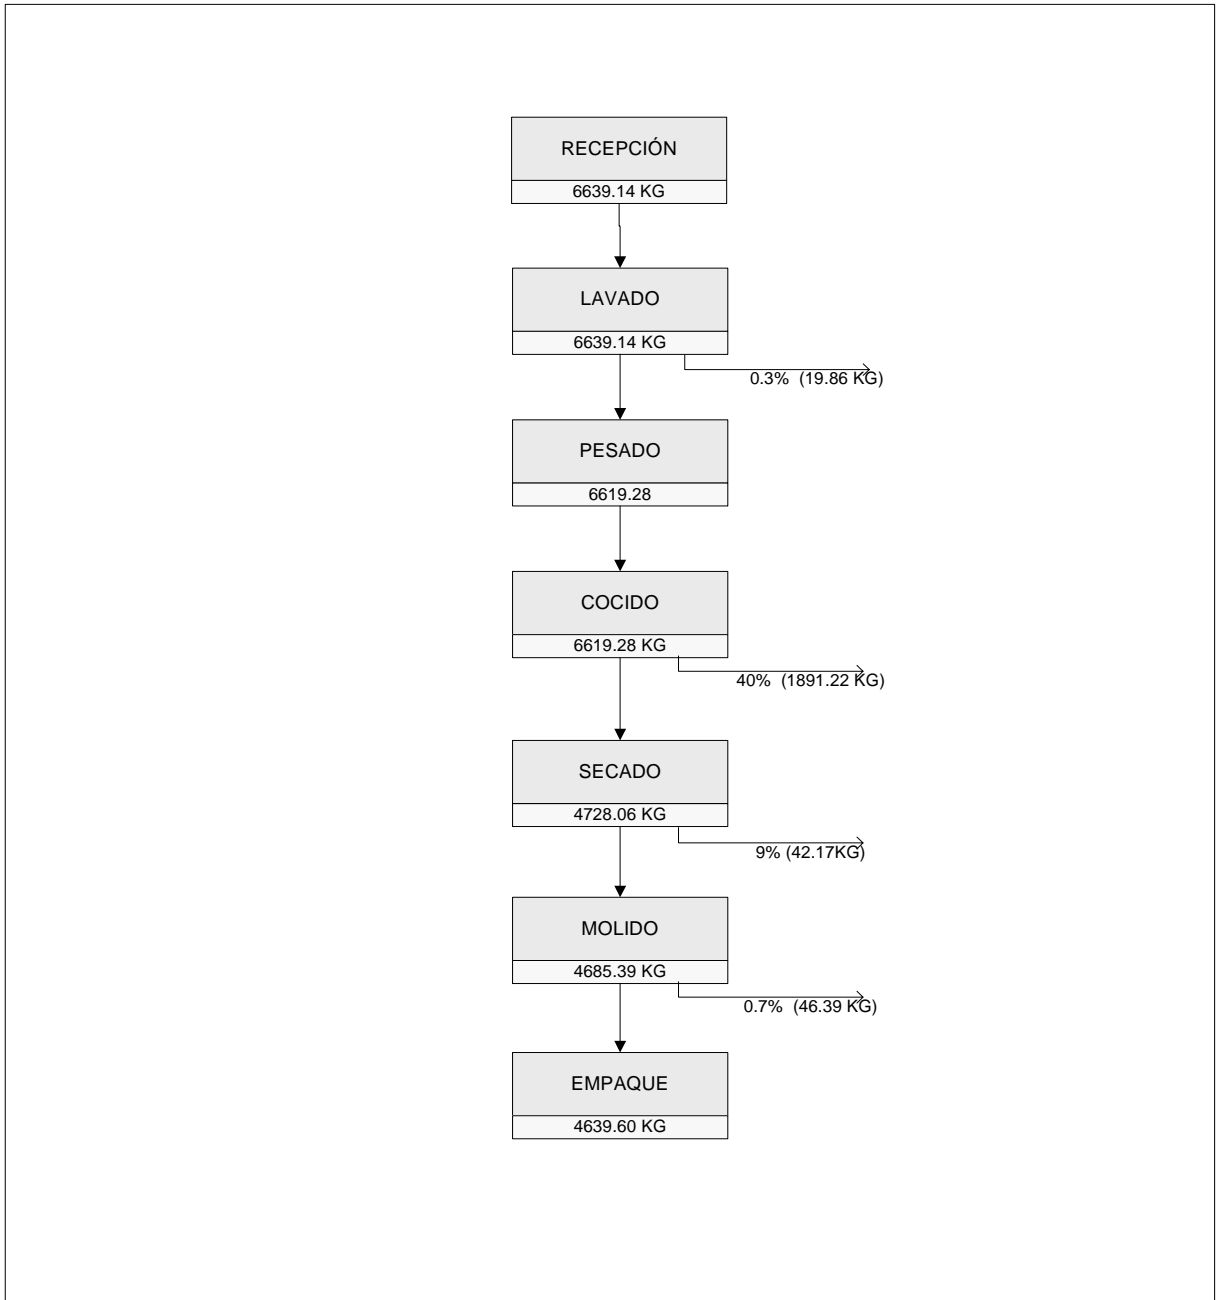 RECEPCIÓN
6639.14 KG
LAVADO
6639.14 KG
0.3%  (19.86 KG)
PESADO
6619.28
COCIDO
6619.28 KG
40%  (1891.22 KG)
SECADO
4728.06 KG
9% (42.17KG)
MOLIDO
4685.39 KG
0.7%  (46.39 KG)
EMPAQUE
4639.60 KG